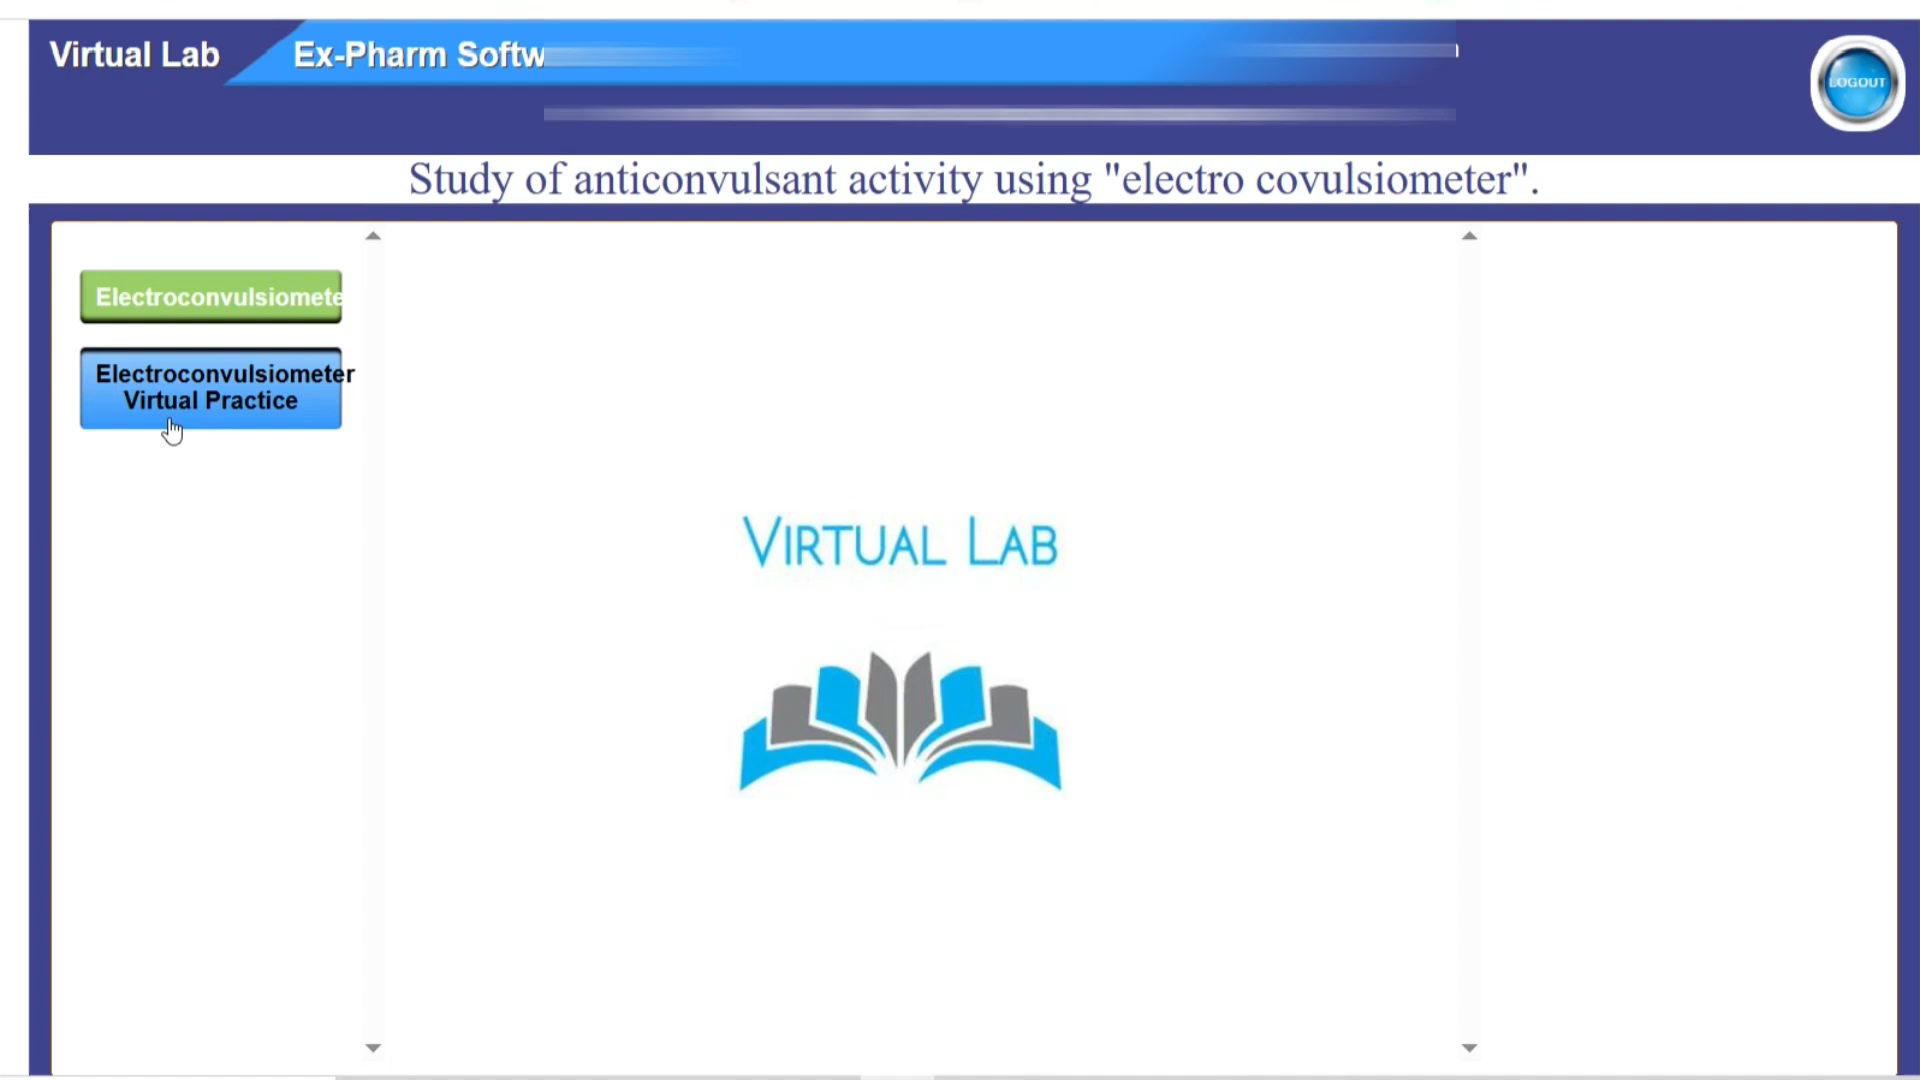 Virtual Lab
Ex-Pharm Softw
LOGOUT
Study of anticonvulsant activity using "electro covulsiometer".
Electroconvulsiomete
Electroconvulsiometer
Virtual Practice
VIRTUAL LAB